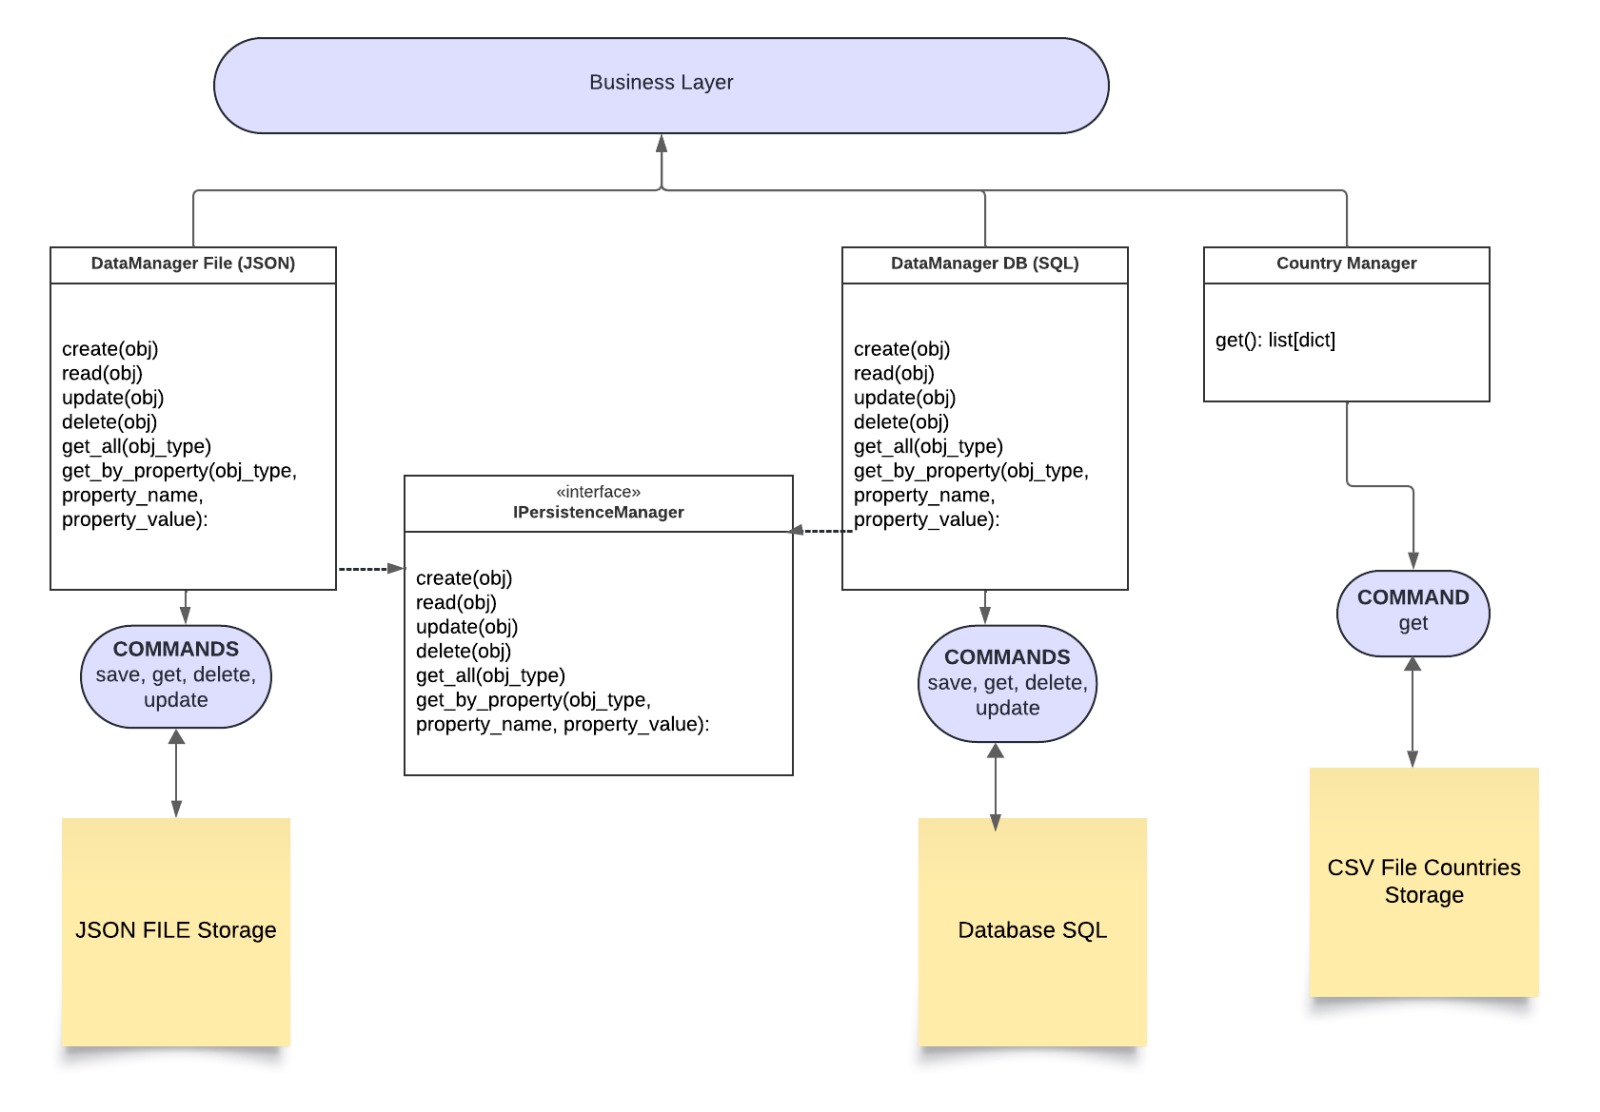 Business Layer
DataManager File (JSON)
create(obj)
read(obj)
update(obj)
delete(obj)
get_all(obj_type)
get_by_property(obj_type,
property_name,
property_value):
COMMANDS
save, get, delete,
update
JSON FILE Storage
«interface»
IPersistenceManager
create(obj)
read(obj)
update(obj)
delete(obj)
get_all(obj_type)
get_by_property(obj_type,
property_name, property_value):
DataManager DB (SQL)
create(obj)
read(obj)
update(obj)
delete(obj)
get_all(obj_type)
get_by_property(obj_type,
property_name,
property_value):
COMMANDS
save, get, delete,
update
Database SQL
Country Manager
get(): list[dict]
COMMAND
get
CSV File Countries
Storage